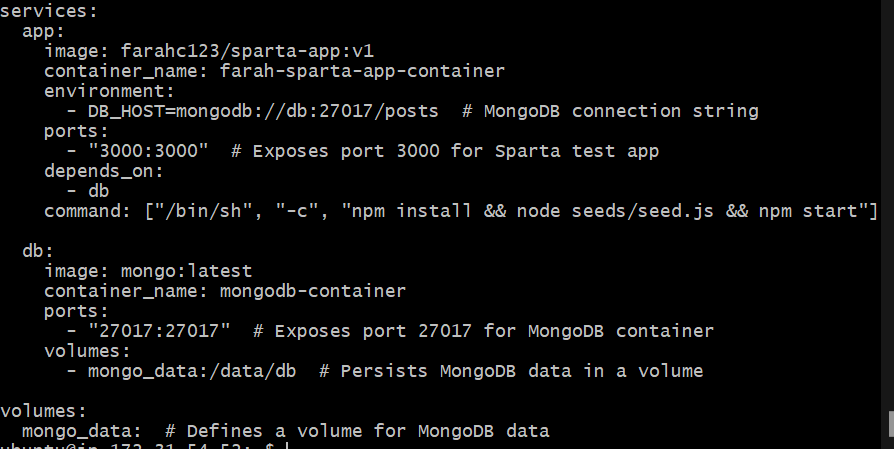 services:
  app:
    image: farahc123/sparta-app:v1
    container_name: farah-sparta-app-container
    environment:
      - DB_HOST=mongodb://db:27017/posts  # MongoDB connection string
    ports:
      - "3000:3000"  # Exposes port 3000 for Sparta test app
    depends_on:
      - db
    command: ["/bin/sh", "-c", "npm install && node seeds/seed.js && npm start"]

  db:
    image: mongo:latest
    container_name: mongodb-container
    ports:
      - "27017:27017"  # Exposes port 27017 for MongoDB container
    volumes:
      - mongo_data:/data/db  # Persists MongoDB data in a volume

volumes:
  mongo_data:  # Defines a volume for MongoDB data